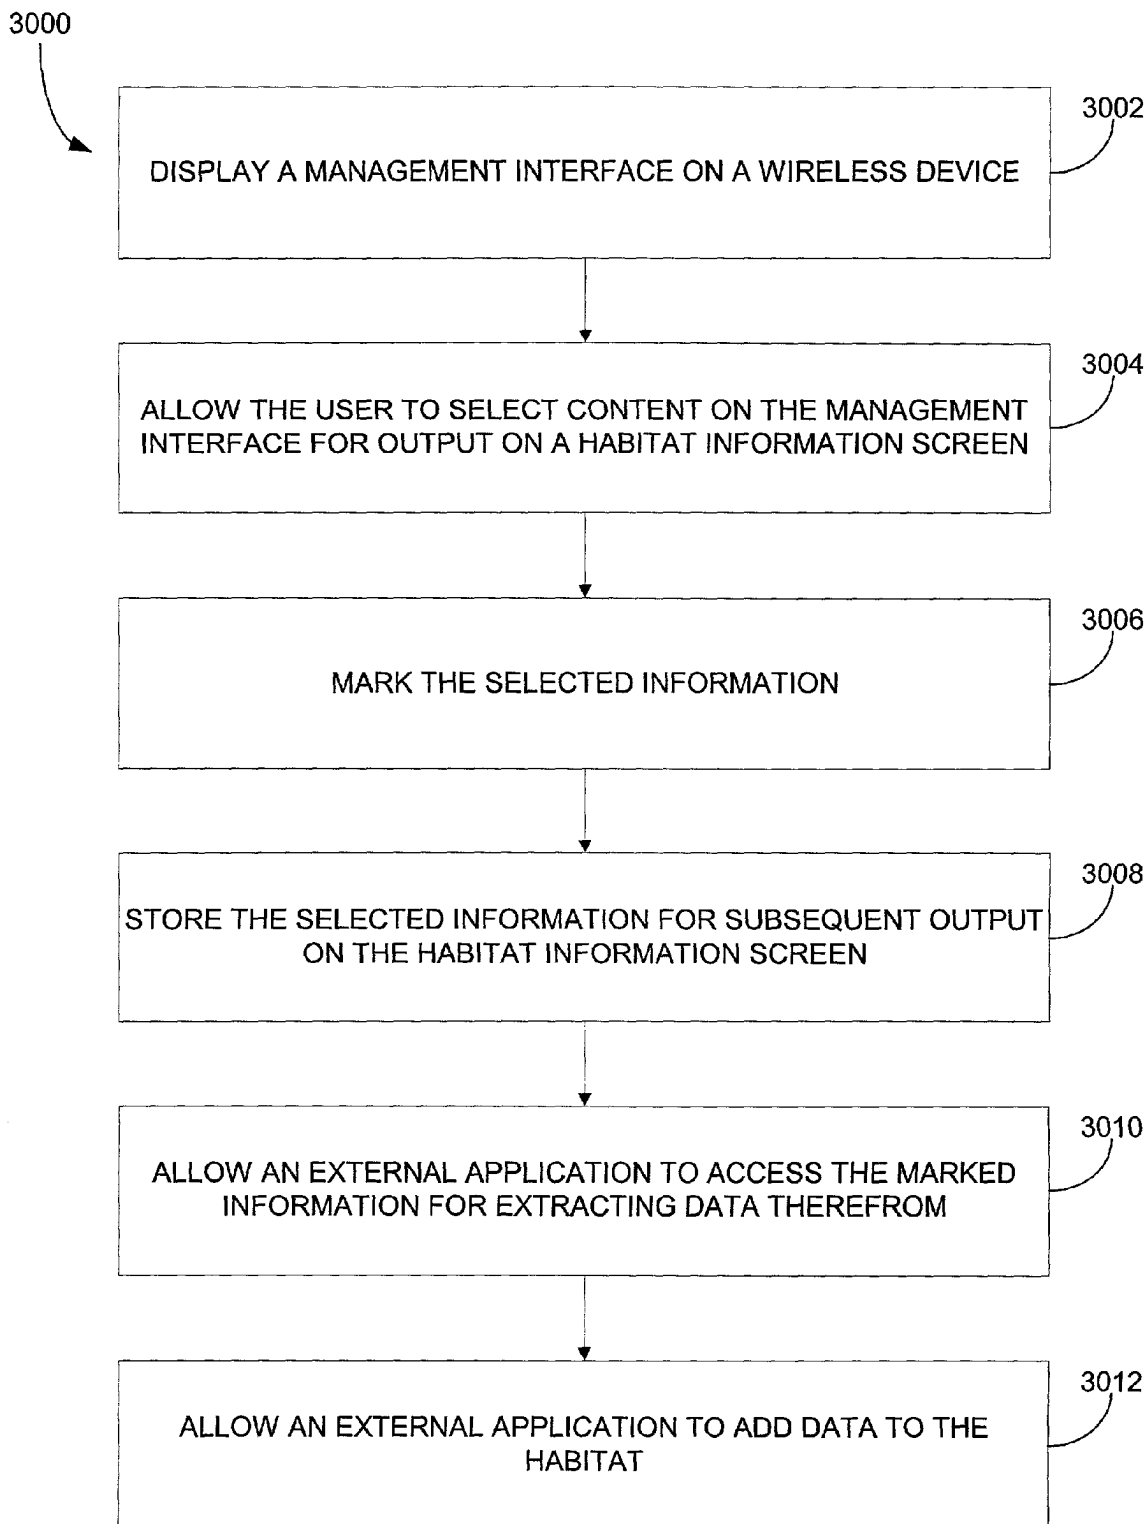 3000
3002
DISPLAY A MANAGEMENT INTERFACE ON A WIRELESS DEVICE
3004
ALLOW THE USER TO SELECT CONTENT ON THE MANAGEMENT
INTERFACE FOR OUTPUT ON A HABITAT INFORMATION SCREEN
3006
MARK THE SELECTED INFORMATION
3008
STORE THE SELECTED INFORMATION FOR SUBSEQUENT OUTPUT
ON THE HABITAT INFORMATION SCREEN
3010
ALLOW AN EXTERNAL APPLICATION TO ACCESS THE MARKED
INFORMATION FOR EXTRACTING DATA THEREFROM
3012
ALLOW AN EXTERNAL APPLICATION TO ADD DATA TO THE
HABITAT